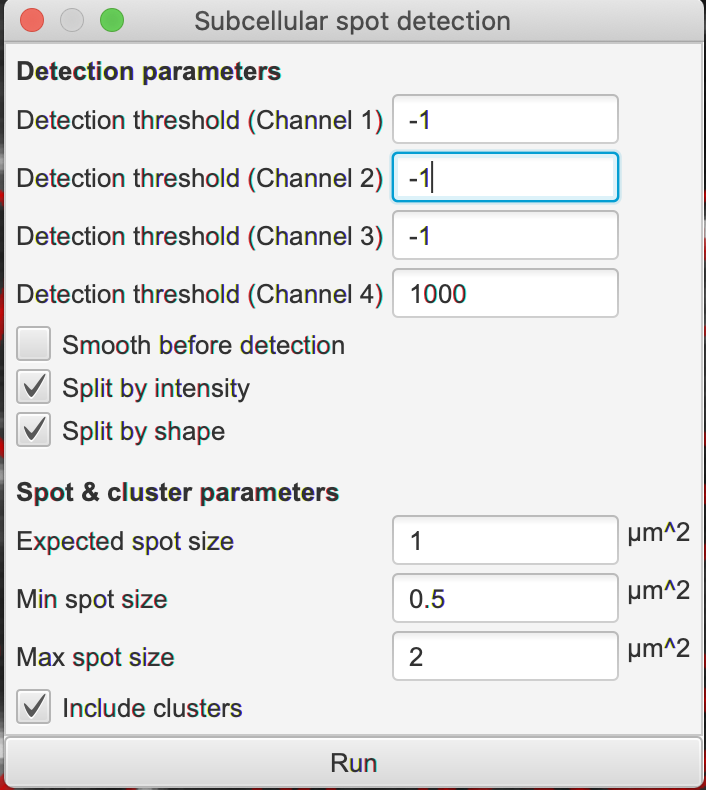 Subcellular spot detection
Detection parameters
Detection threshold (Channel 1) -1
Detection threshold (Channel 2) -1
Detection threshold (Channel 3) -1
Detection threshold (Channel 4) 1000
Smooth before detection
Split by intensity
Split by shape
Spot & cluster parameters
Expected spot size 1 µm^2
Min spot size 0.5 µm^2
Max spot size 2 µm^2
Include clusters
Run